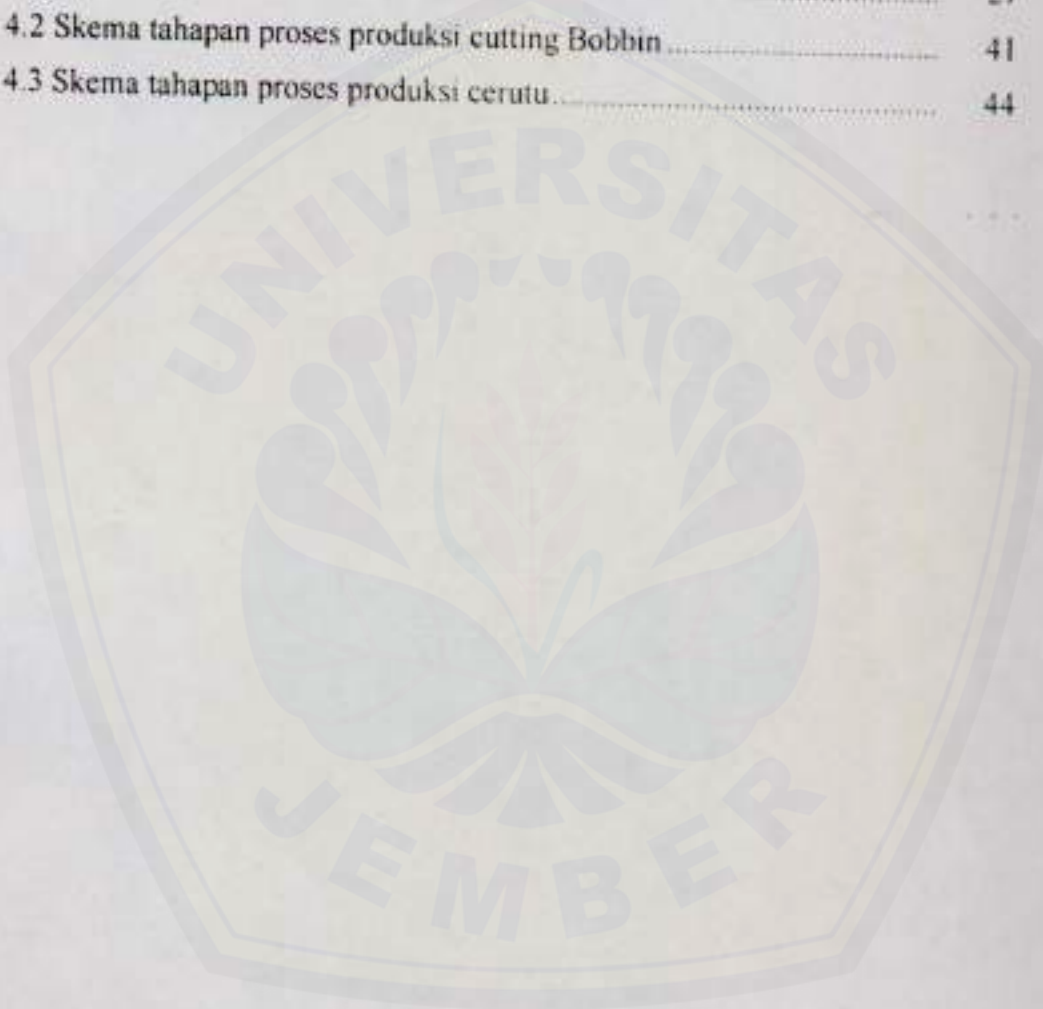 4.2 Skema tahapan proses produksi cutting Bobbin ........................................ 41
4.3 Skema tahapan proses produksi cerutu........................................................ 44
UNIVERSITAS
JEMBER